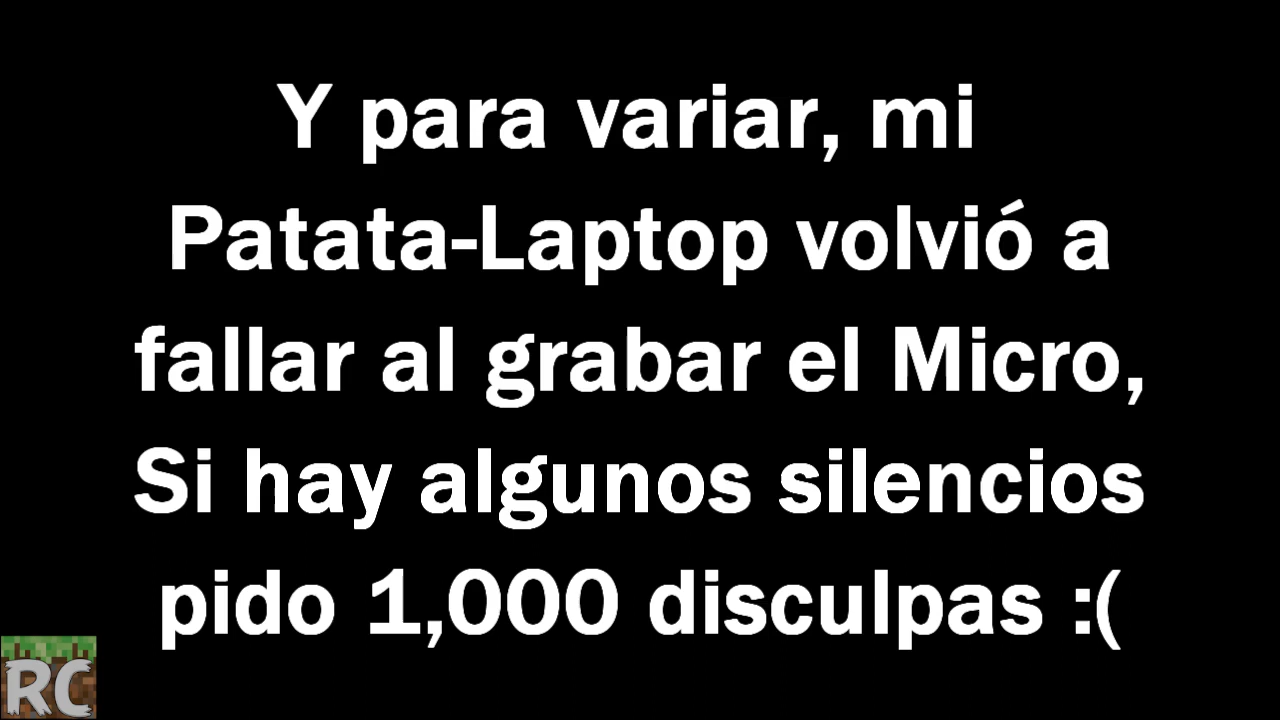 Y para variar, mi
Patata-Laptop volvió a
fallar al grabar el Micro,
Si hay algunos silencios
pido 1,000 disculpas :(
RC